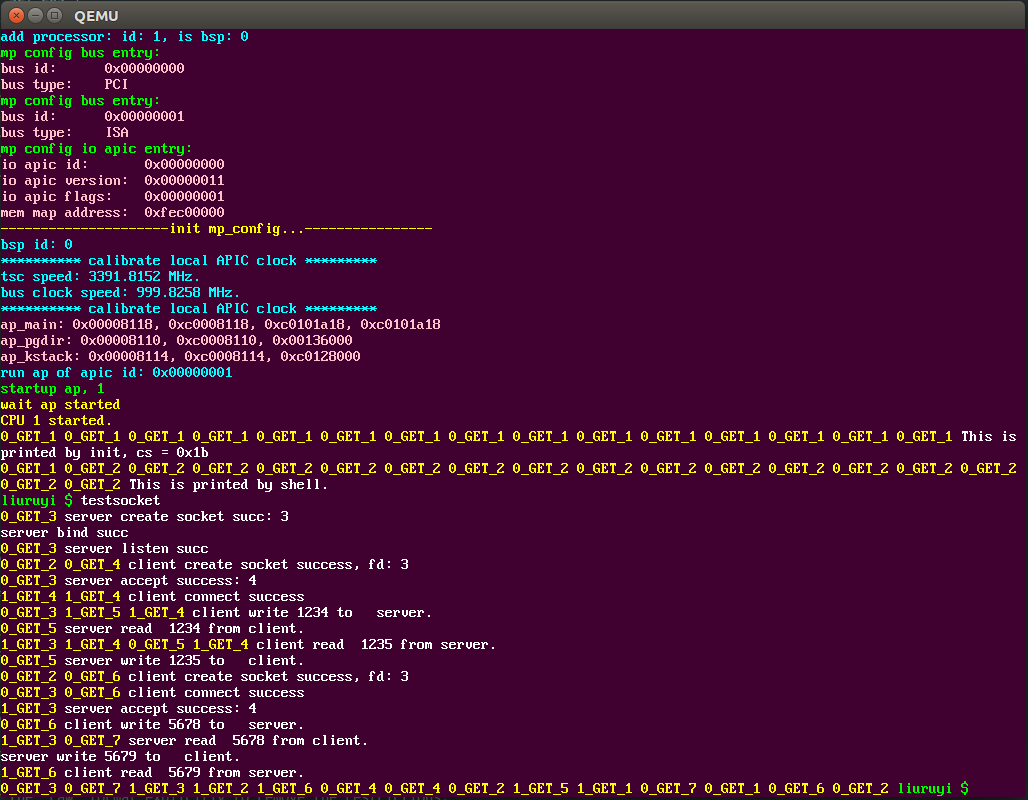 QEMU
add processor: id: 1, is bsp: 0
mp config bus entry:
bus id:      0x00000000
bus type:    PCI
mp config bus entry:
bus id:      0x00000001
bus type:    ISA
mp config io apic entry:
io apic id:       0x00000000
io apic version:  0x00000011
io apic flags:    0x00000001
mem map address:  0xfec00000
---------------------init mp_config...----------------
bsp id: 0
********** calibrate local APIC clock *********
tsc speed: 3391.8152 MHz.
bus clock speed: 999.8258 MHz.
********** calibrate local APIC clock *********
ap_main: 0x00008118, 0xc0008118, 0xc0101a18, 0xc0101a18
ap_pgdir: 0x00008110, 0xc0008110, 0x00136000
ap_kstack: 0x00008114, 0xc0008114, 0xc0128000
run ap of apic id: 0x00000001
startup ap, 1
wait ap started
CPU 1 started.
0_GET_1 0_GET_1 0_GET_1 0_GET_1 0_GET_1 0_GET_1 0_GET_1 0_GET_1 0_GET_1 0_GET_1 0_GET_1 0_GET_1 0_GET_1 0_GET_1 0_GET_1 This is
printed by init, cs = 0x1b
0_GET_1 0_GET_2 0_GET_2 0_GET_2 0_GET_2 0_GET_2 0_GET_2 0_GET_2 0_GET_2 0_GET_2 0_GET_2 0_GET_2 0_GET_2 0_GET_2 0_GET_2 0_GET_2
0_GET_2 0_GET_2 This is printed by shell.
liuruyi $ testsocket
0_GET_3 server create socket succ: 3
server bind succ
0_GET_3 server listen succ
0_GET_2 0_GET_4 client create socket success, fd: 3
0_GET_3 server accept success: 4
1_GET_4 1_GET_4 client connect success
0_GET_3 1_GET_5 1_GET_4 client write 1234 to   server.
0_GET_5 server read  1234 from client.
1_GET_3 1_GET_4 0_GET_5 1_GET_4 client read  1235 from server.
0_GET_5 server write 1235 to   client.
0_GET_2 0_GET_6 client create socket success, fd: 3
0_GET_3 0_GET_6 client connect success
1_GET_3 server accept success: 4
0_GET_6 client write 5678 to   server.
1_GET_3 0_GET_7 server read  5678 from client.
server write 5679 to   client.
1_GET_6 client read  5679 from server.
0_GET_3 0_GET_7 1_GET_3 1_GET_2 1_GET_6 0_GET_4 0_GET_4 0_GET_2 1_GET_5 1_GET_1 0_GET_7 0_GET_1 0_GET_6 0_GET_2 liuruyi $